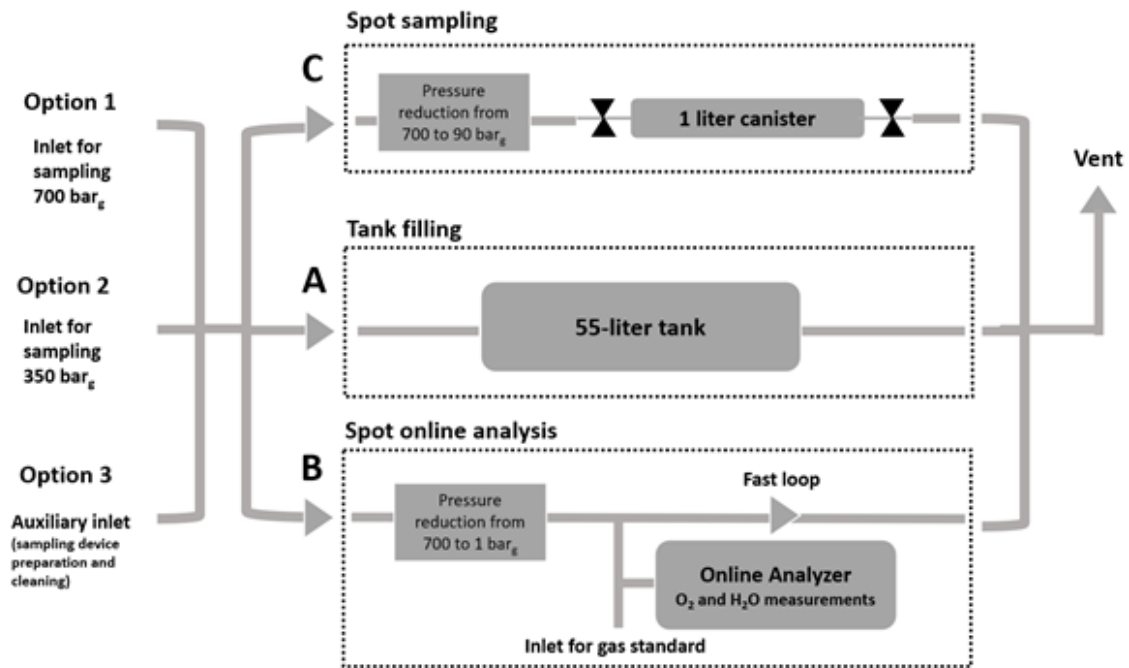 Spot sampling
C
Pressure
reduction from
700 to 90 barg
1 liter canister
Option 1
Inlet for
sampling
700 barg
Vent
Tank filling
A
55-liter tank
Option 2
Inlet for
sampling
350 barg
Spot online analysis
B
Pressure
reduction from
700 to 1 barg
Fast loop
Online Analyzer
O₂ and H₂O measurements
Inlet for gas standard
Option 3
Auxiliary inlet
(sampling device
preparation and
cleaning)